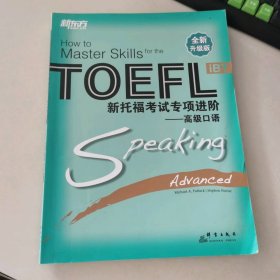 新东方
How to
Master Skills for the
全新
升级版
TOEFL iBT
新托福考试专项进阶
——高级口语
Speaking
Advanced
群言出版社